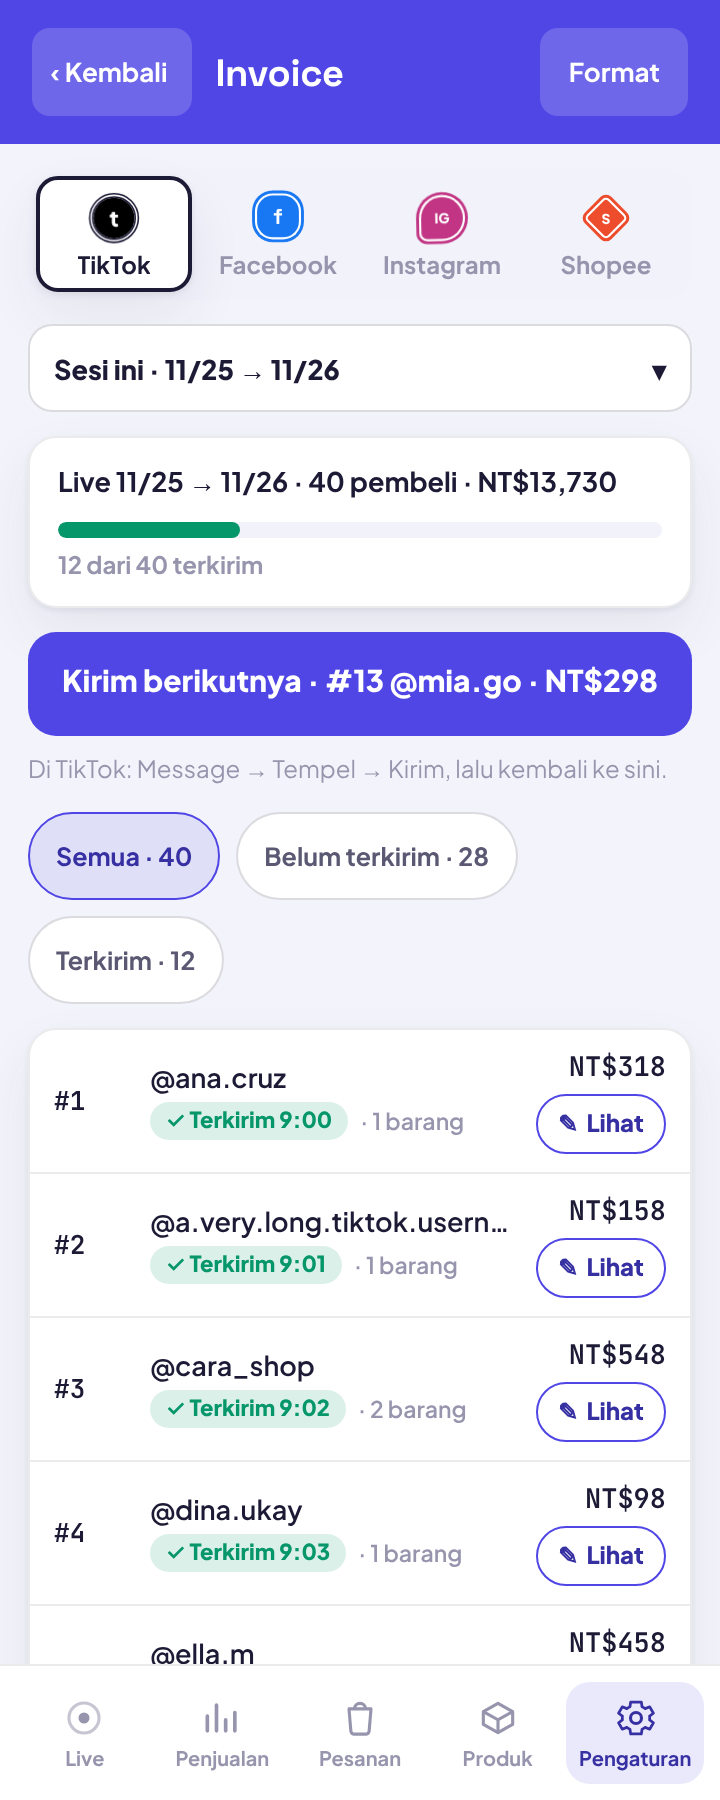 ‹ Kembali
Invoice
Format
t
f
IG
S
TikTok
Facebook
Instagram
Shopee
Sesi ini · 11/25 → 11/26 ▼
Live 11/25 → 11/26 · 40 pembeli · NT$13,730
12 dari 40 terkirim
Kirim berikutnya · #13 @mia.go · NT$298
Di TikTok: Message → Tempel → Kirim, lalu kembali ke sini.
Semua · 40
Belum terkirim · 28
Terkirim · 12
#1
@ana.cruz
✓ Terkirim 9:00 · 1 barang
NT$318
✎ Lihat
#2
@a.very.long.tiktok.usern...
✓ Terkirim 9:01 · 1 barang
NT$158
✎ Lihat
#3
@cara_shop
✓ Terkirim 9:02 · 2 barang
NT$548
✎ Lihat
#4
@dina.ukay
✓ Terkirim 9:03 · 1 barang
NT$98
✎ Lihat
@ella.m
NT$458
Live
Penjualan
Pesanan
Produk
Pengaturan